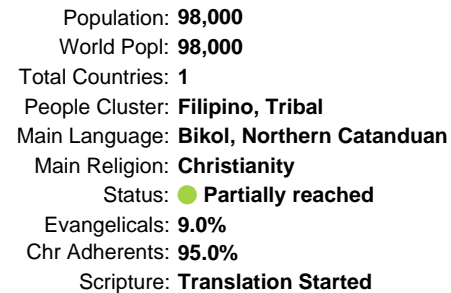 Population: 98,000
World Popl: 98,000
Total Countries: 1
People Cluster: Filipino, Tribal
Main Language: Bikol, Northern Catanduan
Main Religion: Christianity
Status: Partially reached
Evangelicals: 9.0%
Chr Adherents: 95.0%
Scripture: Translation Started